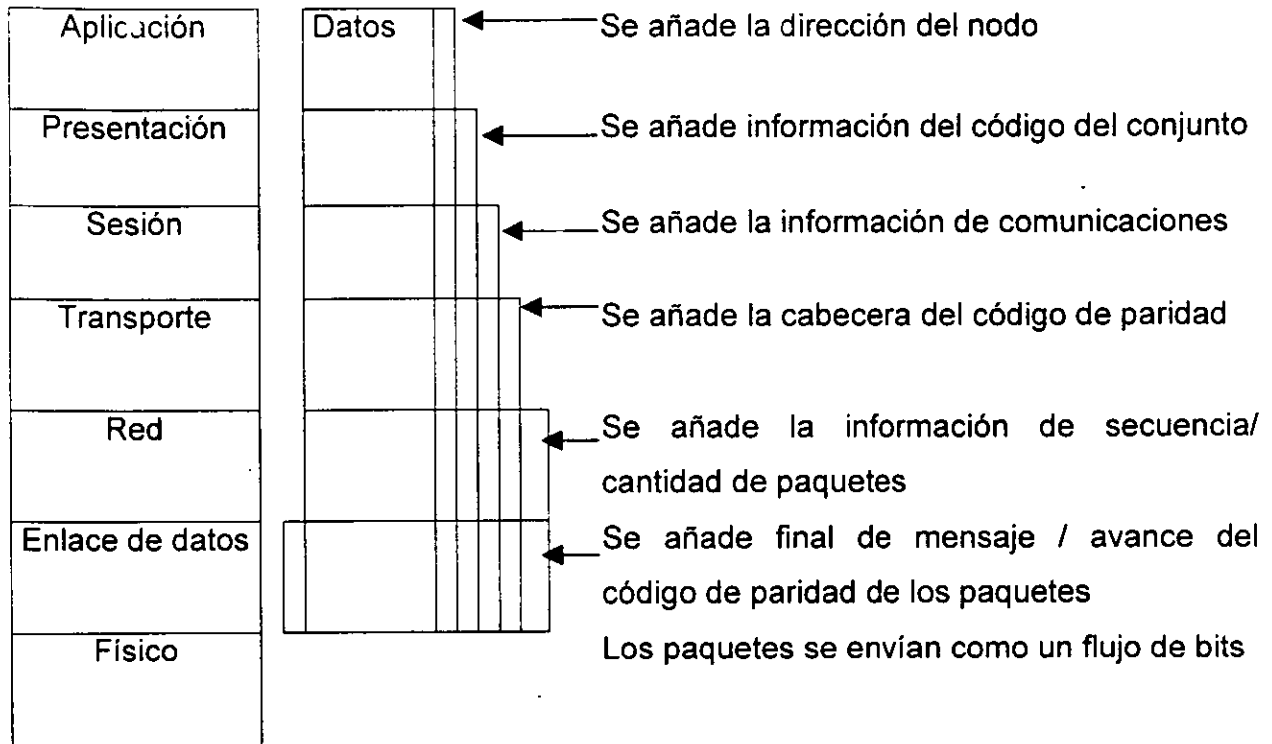 Aplicación Datos Se añade la dirección del nodo
Presentación Se añade información del código del conjunto
Sesión Se añade la información de comunicaciones
Transporte Se añade la cabecera del código de paridad
Red Se añade la información de secuencia/
cantidad de paquetes
Enlace de datos Se añade final de mensaje / avance del
código de paridad de los paquetes
Físico Los paquetes se envían como un flujo de bits